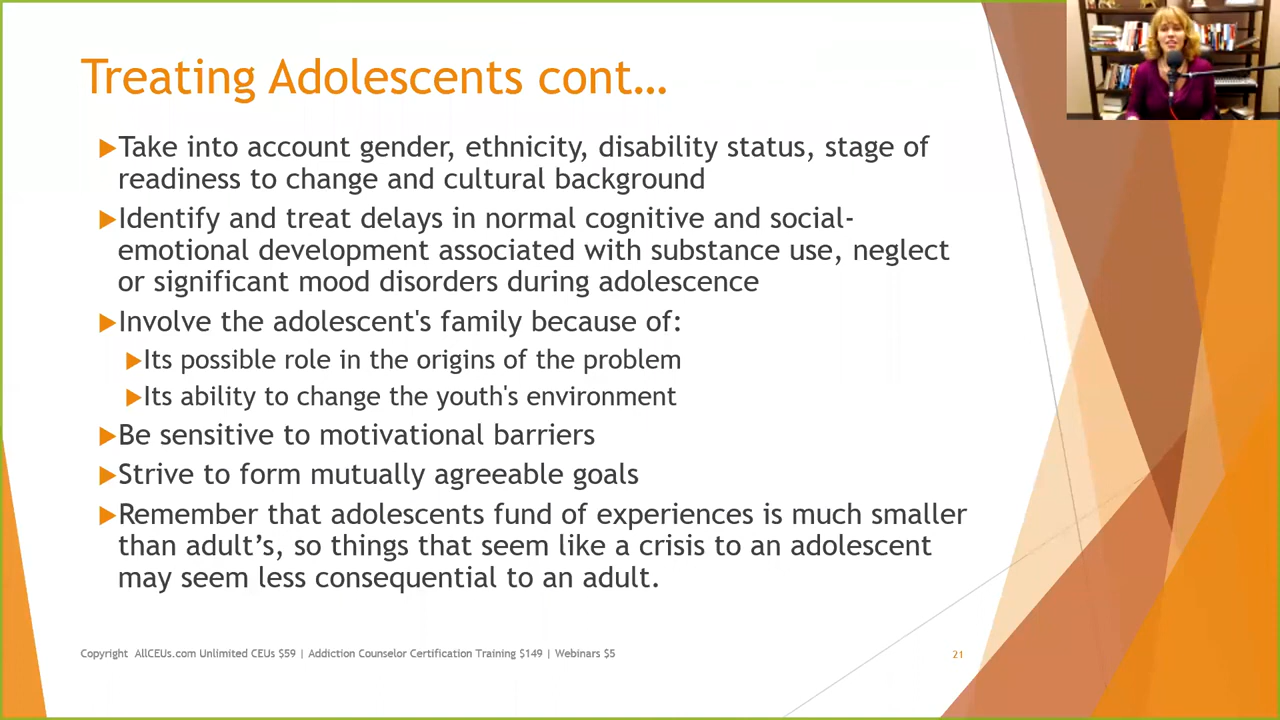 Treating Adolescents cont…
Take into account gender, ethnicity, disability status, stage of
readiness to change and cultural background
Identify and treat delays in normal cognitive and social-
emotional development associated with substance use, neglect
or significant mood disorders during adolescence
Involve the adolescent's family because of:
Its possible role in the origins of the problem
Its ability to change the youth's environment
Be sensitive to motivational barriers
Strive to form mutually agreeable goals
Remember that adolescents fund of experiences is much smaller
than adult’s, so things that seem like a crisis to an adolescent
may seem less consequential to an adult.
Copyright AllCEUs.com Unlimited CEUs $59 | Addiction Counselor Certification Training $149 | Webinars $5
21